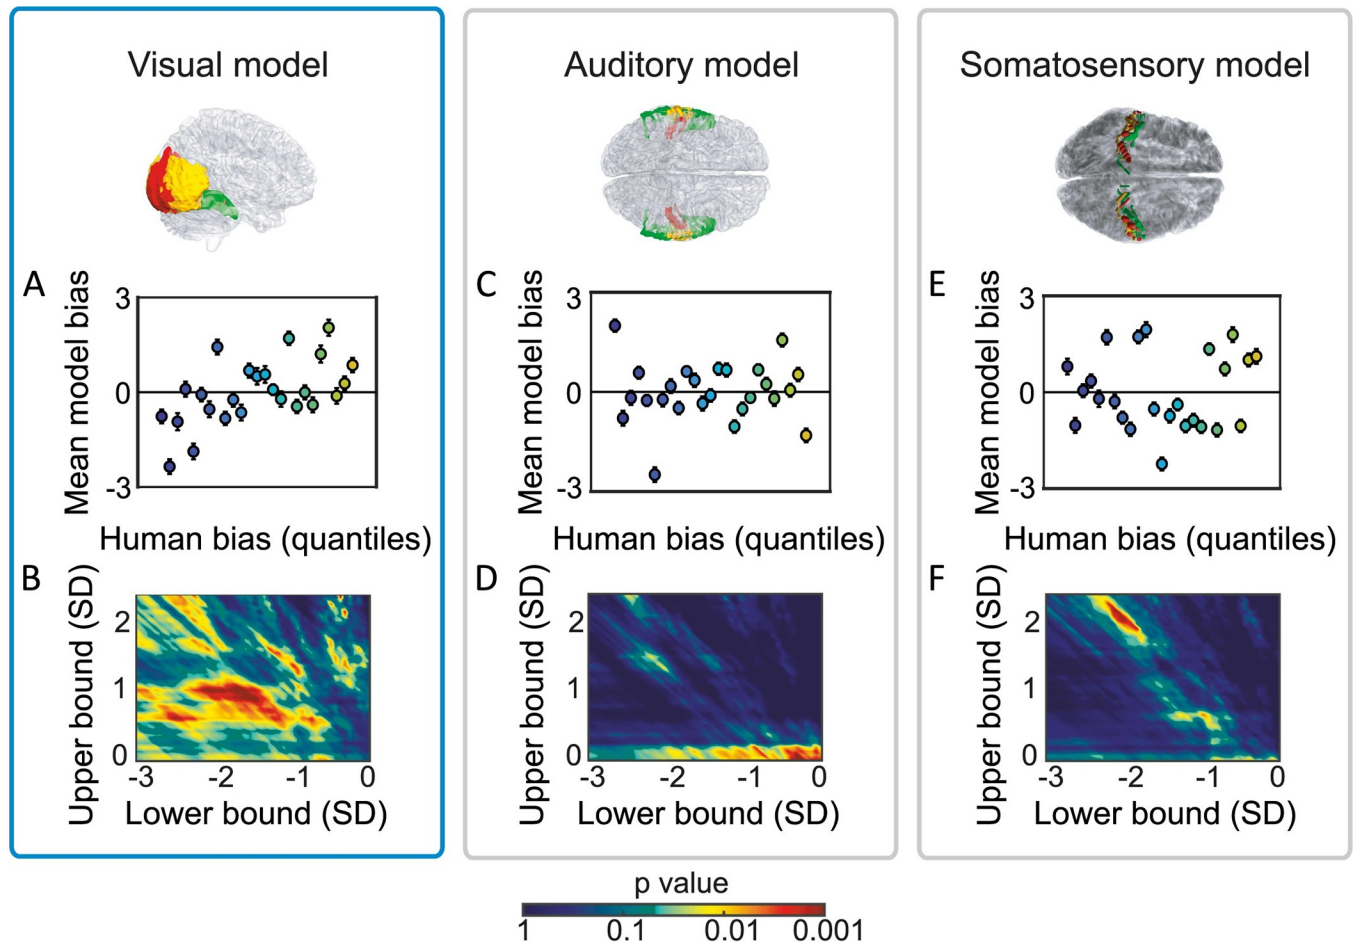 Visual model
Auditory model
Somatosensory model
A
Mean model bias
3
0
-3
Human bias (quantiles)
C
Mean model bias
3
0
-3
Human bias (quantiles)
E
Mean model bias
3
0
-3
Human bias (quantiles)
B
Upper bound (SD)
2
1
0
-3 -2 -1 0
Lower bound (SD)
D
Upper bound (SD)
2
1
0
-3 -2 -1 0
Lower bound (SD)
F
Upper bound (SD)
2
1
0
-3 -2 -1 0
Lower bound (SD)
p value
1 0.1 0.01 0.001